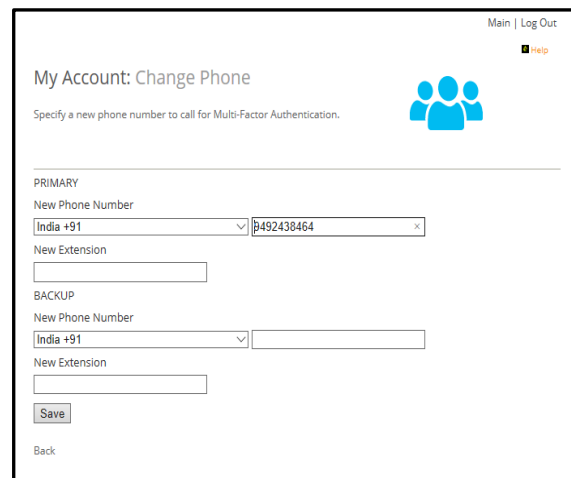 Main | Log Out
Help
My Account: Change Phone
Specify a new phone number to call for Multi-Factor Authentication.
PRIMARY
New Phone Number
India +91 9492438464 ×
New Extension
BACKUP
New Phone Number
India +91
New Extension
Save
Back